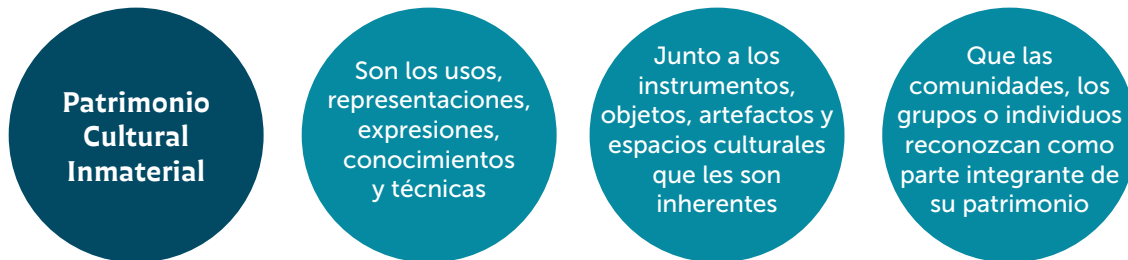 Patrimonio
Cultural
Inmaterial
Son los usos,
representaciones,
expresiones,
conocimientos
y técnicas
Junto a los
instrumentos,
objetos, artefactos y
espacios culturales
que les son
inherentes
Que las
comunidades, los
grupos o individuos
reconozcan como
parte integrante de
su patrimonio